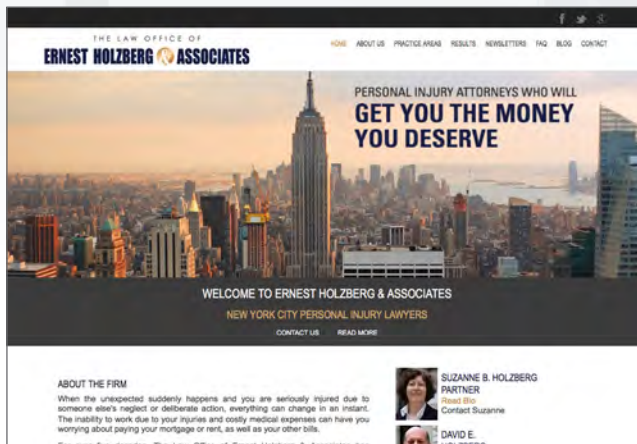 THE LAW OFFICE OF
ERNEST HOLZBERG & ASSOCIATES
HOME ABOUT US PRACTICE AREAS RESULTS NEWSLETTERS FAQ BLOG CONTACT
PERSONAL INJURY ATTORNEYS WHO WILL
GET YOU THE MONEY
YOU DESERVE
WELCOME TO ERNEST HOLZBERG & ASSOCIATES
NEW YORK CITY PERSONAL INJURY LAWYERS
CONTACT US READ MORE
ABOUT THE FIRM
When the unexpected suddenly happens and you are seriously injured due to
someone else's neglect or deliberate action, everything can change in an instant.
The inability to work due to your injuries and costly medical expenses can have you
worrying about paying your mortgage or rent, as well as your other bills.
SUZANNE B. HOLZBERG
PARTNER
Read Bio
Contact Suzanne
DAVID E.